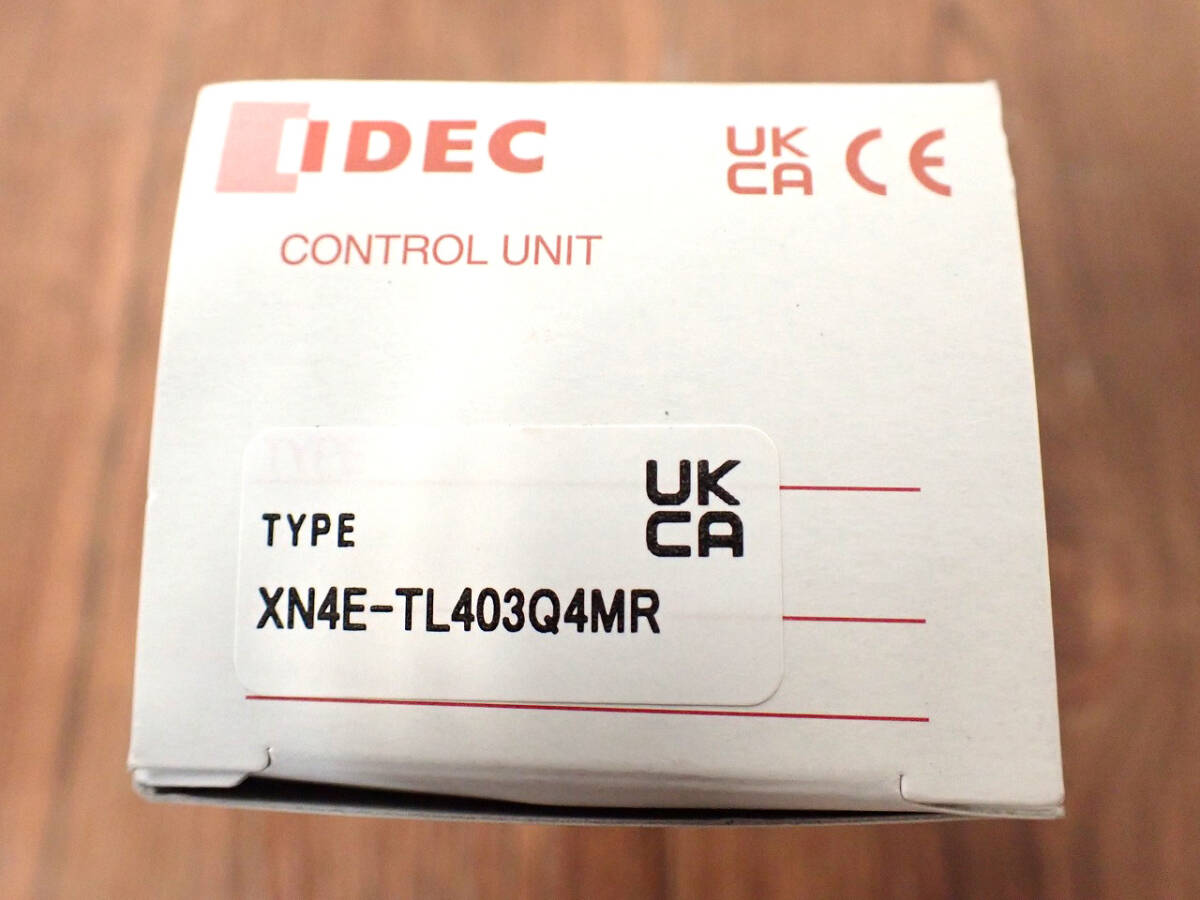 IDEC
UK
CA
CE
CONTROL UNIT
UK
CA
TYPE
XN4E-TL403Q4MR